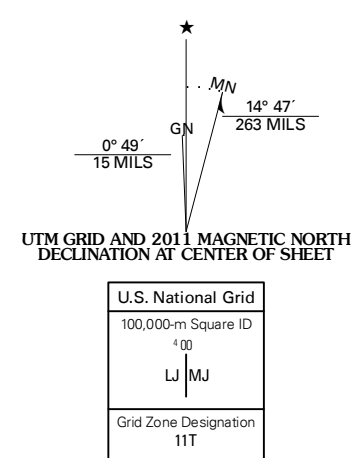 ★
MN
14° 47´
263 MILS
GN
0° 49´
15 MILS
UTM GRID AND 2011 MAGNETIC NORTH
DECLINATION AT CENTER OF SHEET
U.S. National Grid
100,000-m Square ID
4 00
LJ MJ
Grid Zone Designation
11T